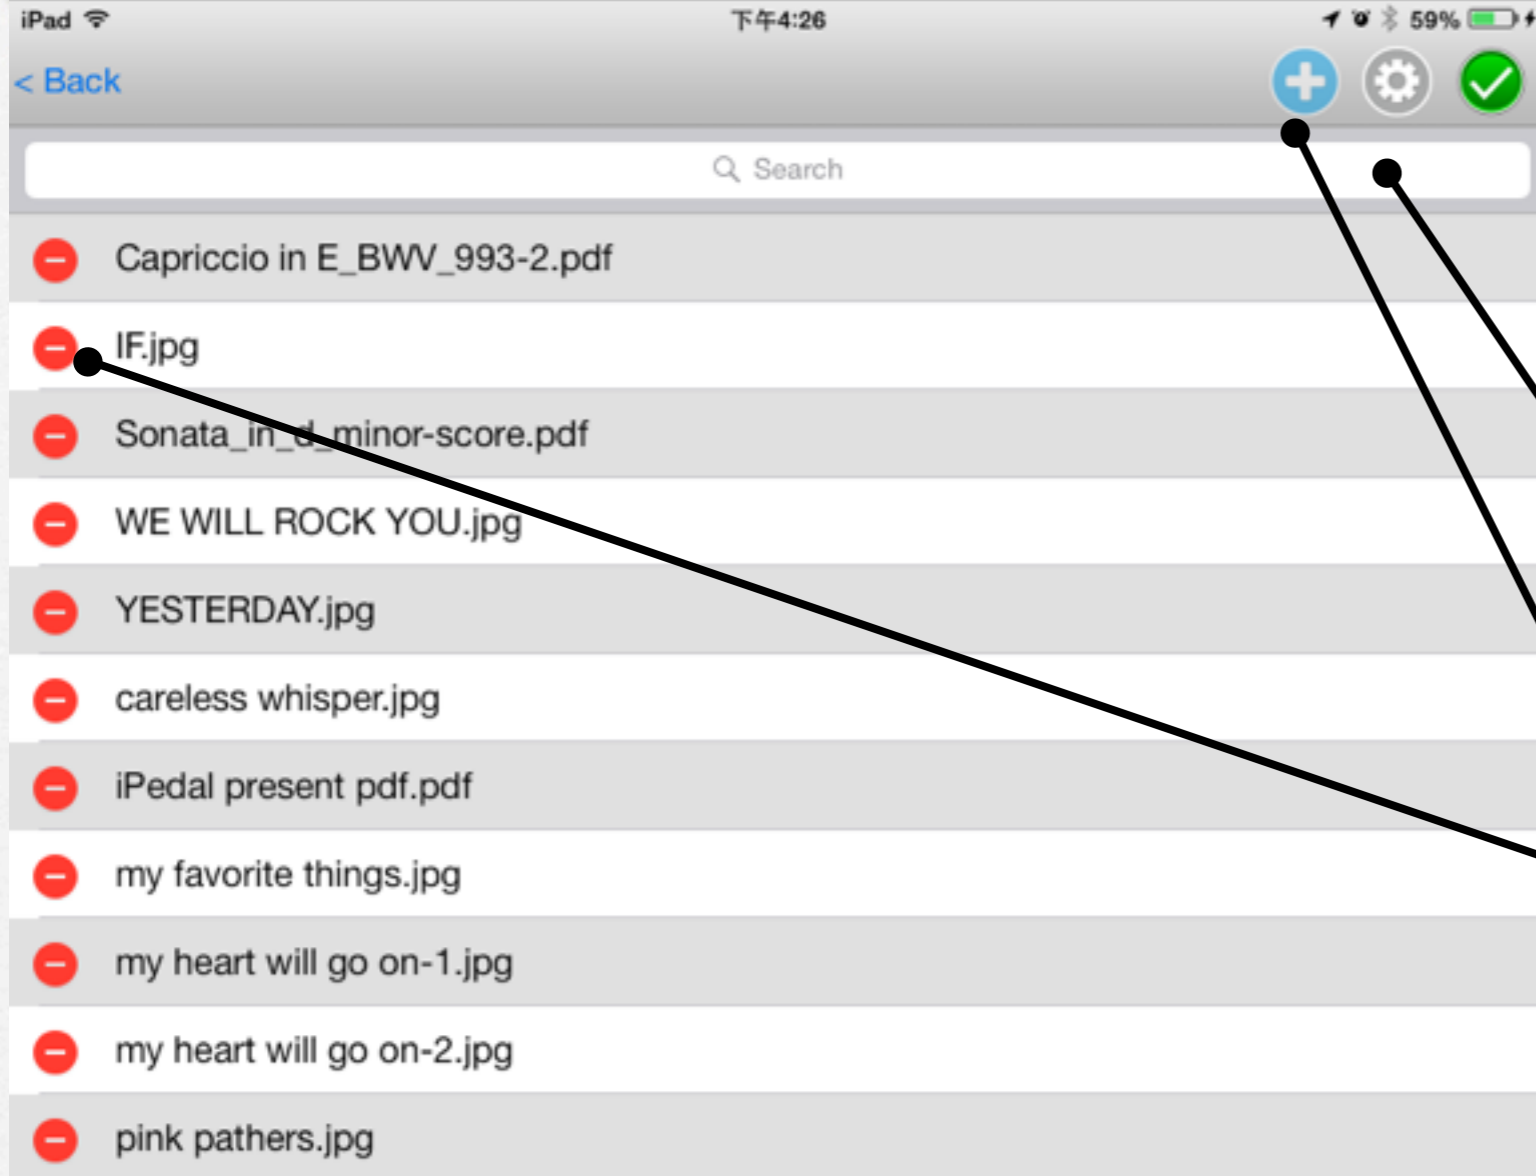 iPad 下午4:26 59%
< Back
Search
Capriccio in E_BWV_993-2.pdf
IF.jpg
Sonata_in_d_minor-score.pdf
WE WILL ROCK YOU.jpg
YESTERDAY.jpg
careless whisper.jpg
iPedal present pdf.pdf
my favorite things.jpg
my heart will go on-1.jpg
my heart will go on-2.jpg
pink pathers.jpg